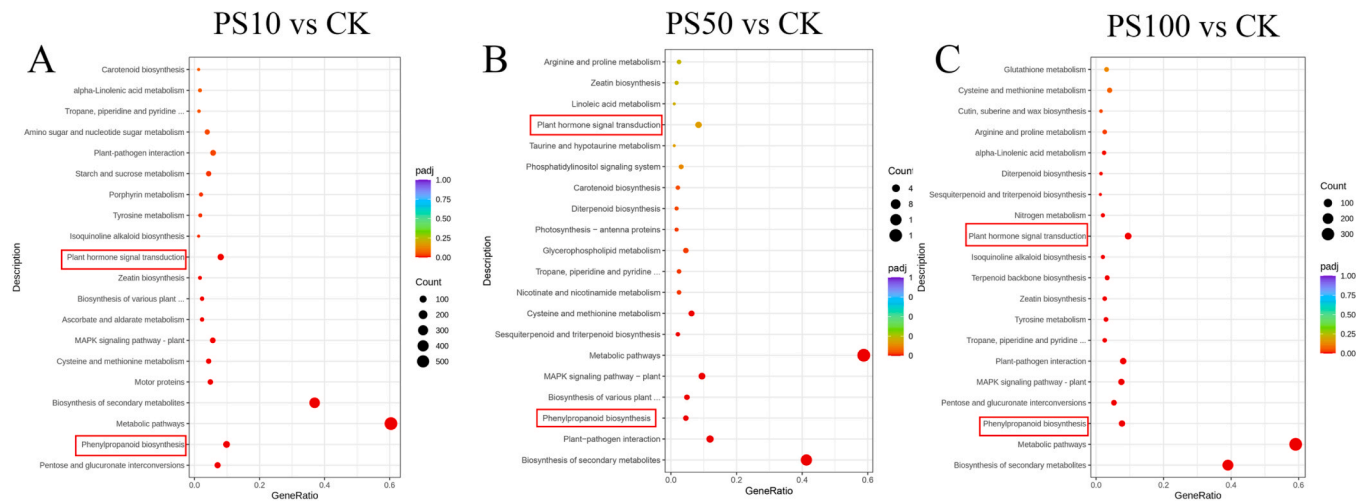 PS10 vs CK
PS50 vs CK
PS100 vs CK
A
Carotenoid biosynthesis
alpha-Linolenic acid metabolism
Tropane, piperidine and pyridine ...
Amino sugar and nucleotide sugar metabolism
Plant-pathogen interaction
Starch and sucrose metabolism
Porphyrin metabolism
Tyrosine metabolism
Isoquinoline alkaloid biosynthesis
Plant hormone signal transduction
Zeatin biosynthesis
Biosynthesis of various plant ...
Ascorbate and aldarate metabolism
MAPK signaling pathway - plant
Cysteine and methionine metabolism
Motor proteins
Biosynthesis of secondary metabolites
Metabolic pathways
Phenylpropanoid biosynthesis
Pentose and glucuronate interconversions
Description
0.0 0.2 0.4 0.6
GeneRatio
padj
1.00
0.75
0.50
0.25
0.00
Count
100
200
300
400
500
B
Arginine and proline metabolism
Zeatin biosynthesis
Linoleic acid metabolism
Plant hormone signal transduction
Taurine and hypotaurine metabolism
Phosphatidylinositol signaling system
Carotenoid biosynthesis
Diterpenoid biosynthesis
Photosynthesis - antenna proteins
Glycerophospholipid metabolism
Tropane, piperidine and pyridine ...
Nicotinate and nicotinamide metabolism
Cysteine and methionine metabolism
Sesquiterpenoid and triterpenoid biosynthesis
Metabolic pathways
MAPK signaling pathway - plant
Biosynthesis of various plant ...
Phenylpropanoid biosynthesis
Plant-pathogen interaction
Biosynthesis of secondary metabolites
Description
0.0 0.2 0.4 0.6
GeneRatio
Coun
4
8
1
1
padj
1
0
0
0
0
C
Glutathione metabolism
Cysteine and methionine metabolism
Cutin, suberine and wax biosynthesis
Arginine and proline metabolism
alpha-Linolenic acid metabolism
Diterpenoid biosynthesis
Sesquiterpenoid and triterpenoid biosynthesis
Nitrogen metabolism
Plant hormone signal transduction
Isoquinoline alkaloid biosynthesis
Terpenoid backbone biosynthesis
Zeatin biosynthesis
Tyrosine metabolism
Tropane, piperidine and pyridine ...
Plant-pathogen interaction
MAPK signaling pathway - plant
Pentose and glucuronate interconversions
Phenylpropanoid biosynthesis
Metabolic pathways
Biosynthesis of secondary metabolites
Description
0.0 0.2 0.4 0.6
GeneRatio
Count
100
200
300
padj
1.00
0.75
0.50
0.25
0.00